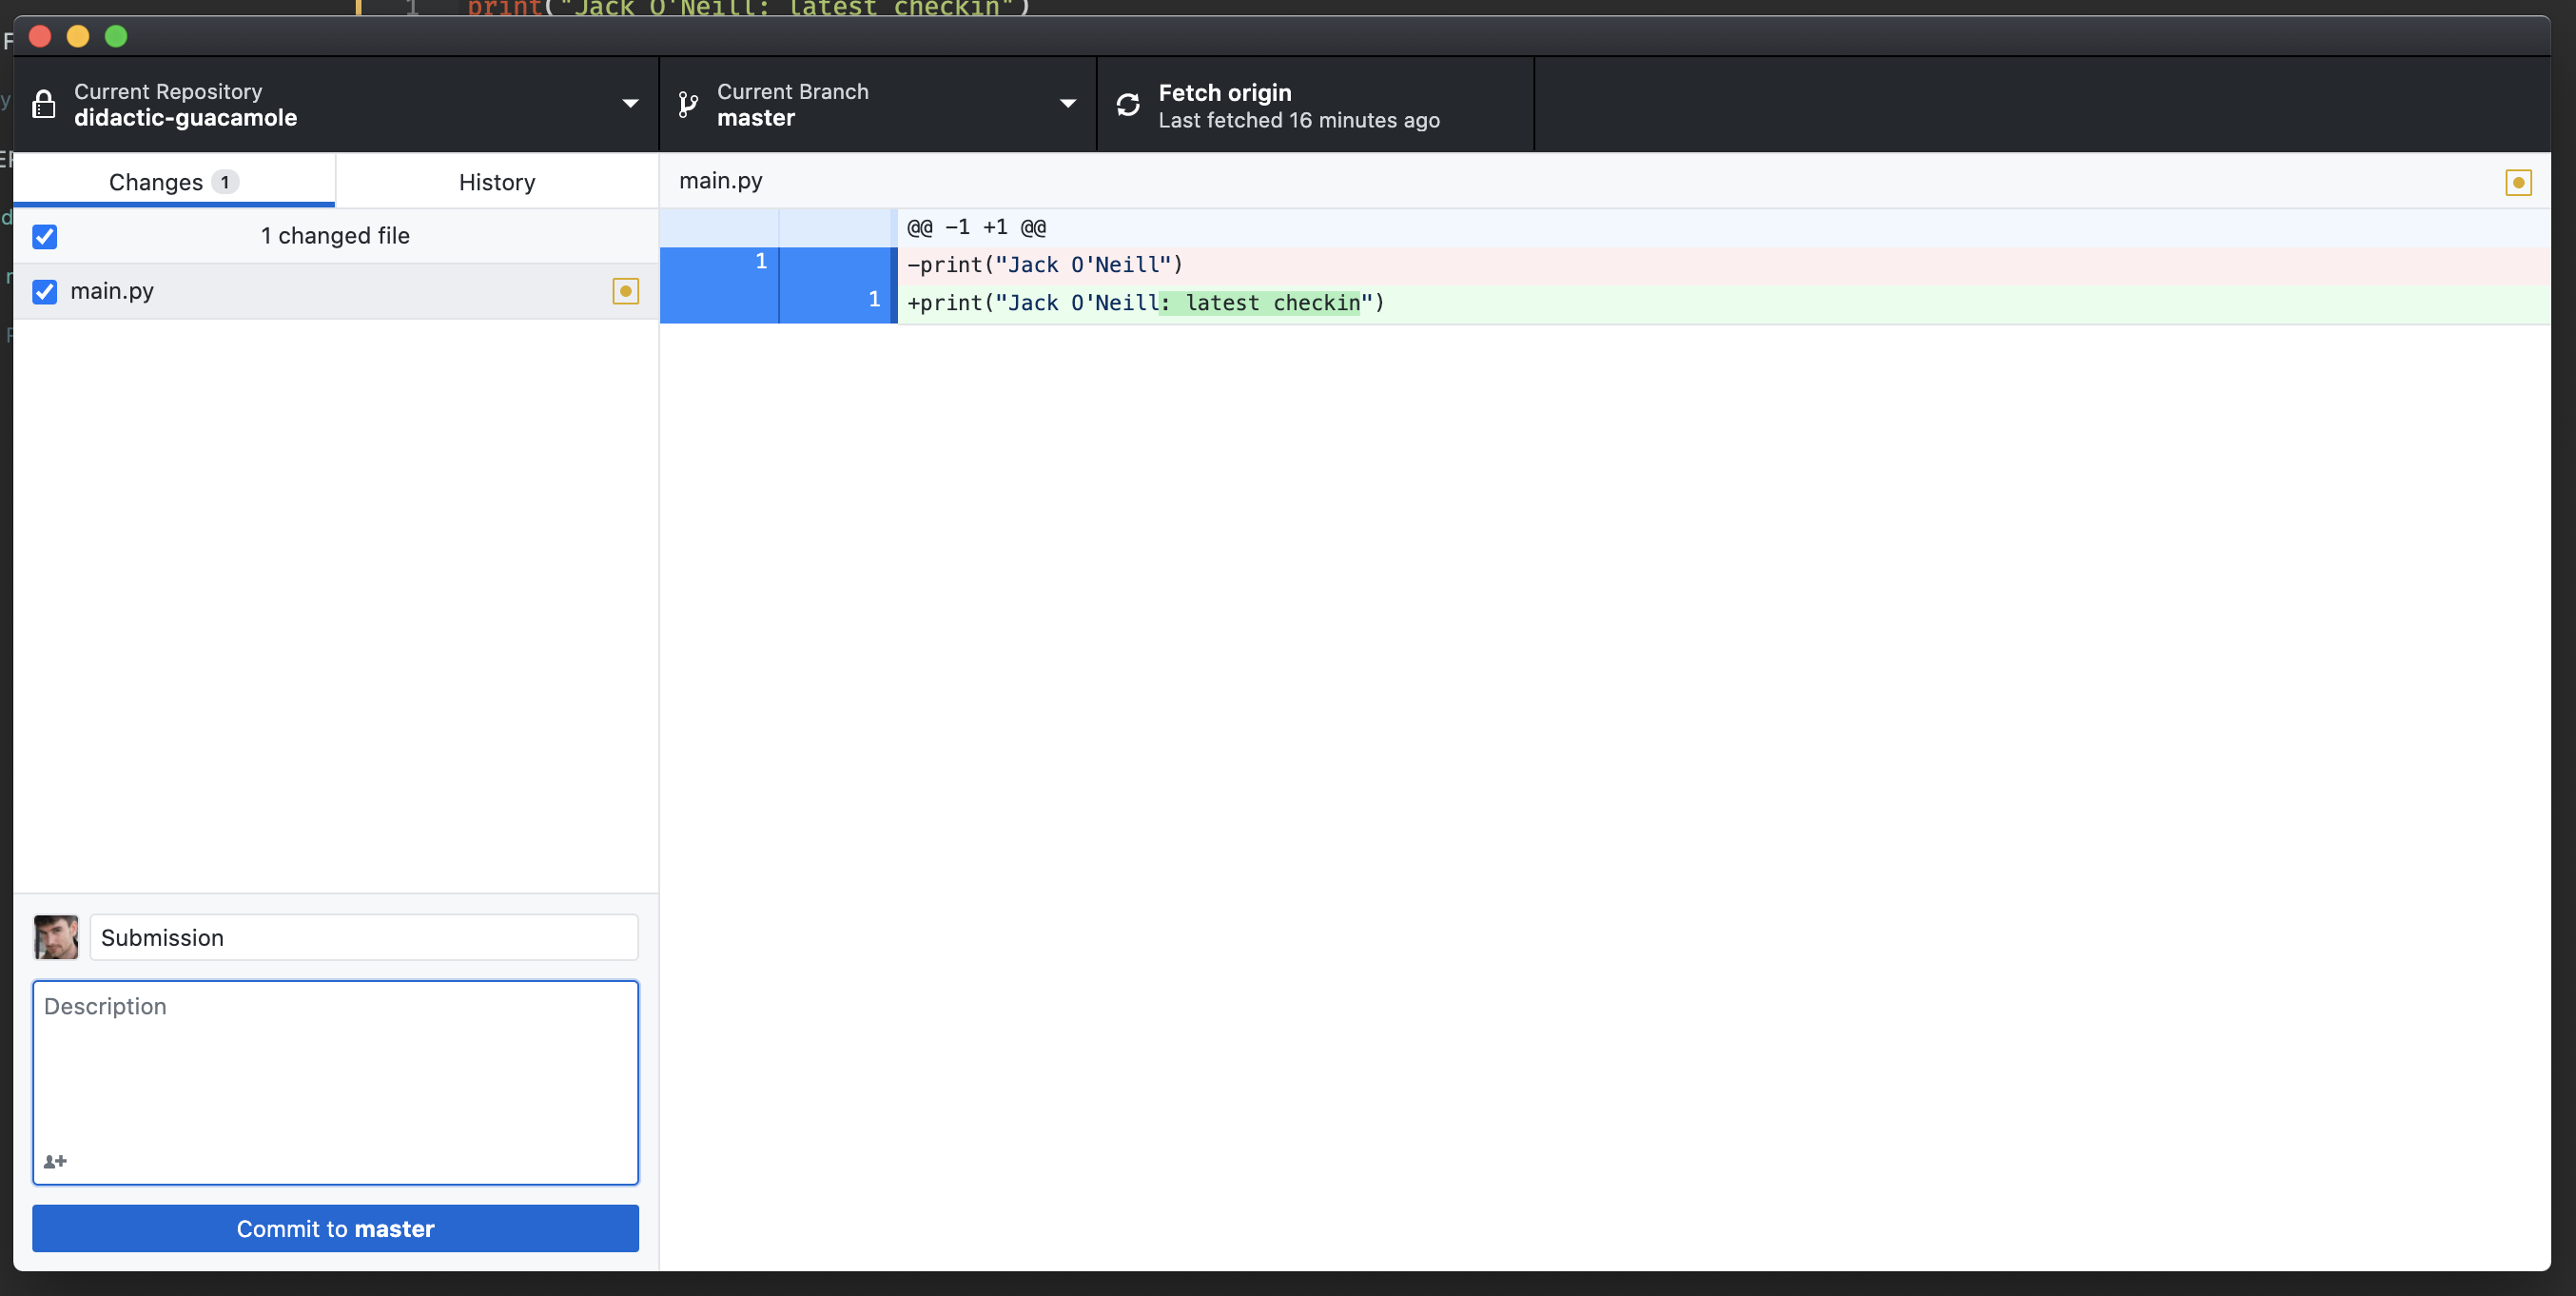 1 print("Jack O'Neill: latest checkin")
Current Repository
didactic-guacamole
Current Branch
master
Fetch origin
Last fetched 16 minutes ago
Changes 1
History
main.py
1 changed file
main.py
@@ -1 +1 @@
1 -print("Jack O'Neill")
1 +print("Jack O'Neill: latest checkin")
Submission
Description
Commit to master